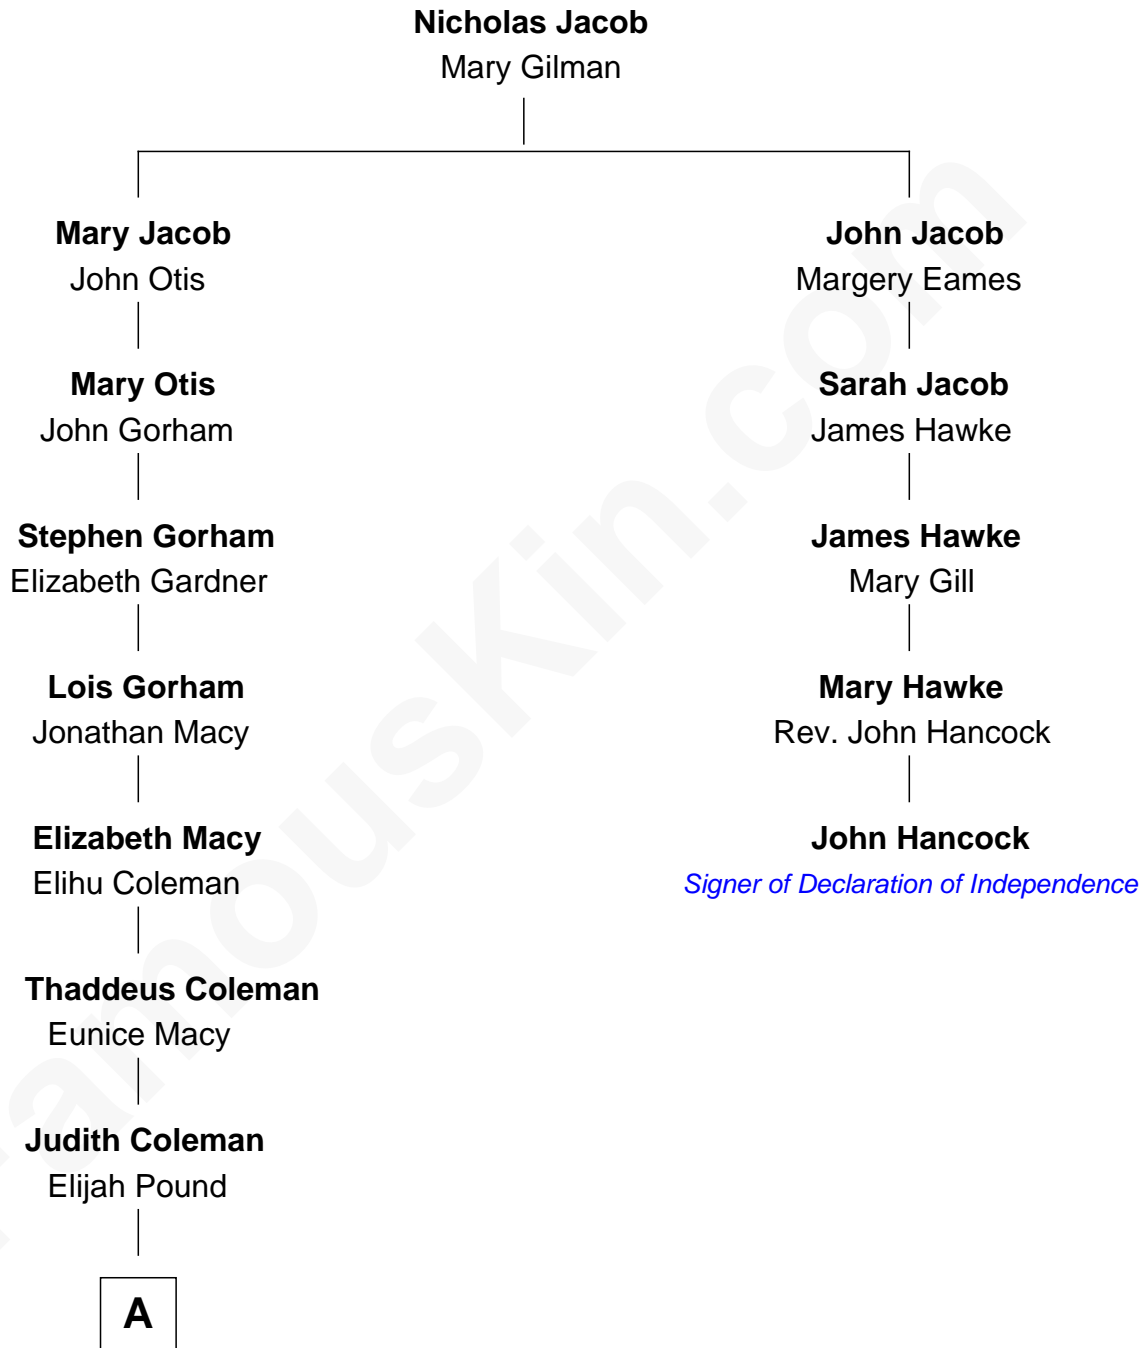 Nicholas Jacob
Mary Gilman
Mary Jacob
John Otis
John Jacob
Margery Eames
Mary Otis
John Gorham
Sarah Jacob
James Hawke
Stephen Gorham
Elizabeth Gardner
James Hawke
Mary Gill
Lois Gorham
Jonathan Macy
Mary Hawke
Rev. John Hancock
Elizabeth Macy
Elihu Coleman
John Hancock
Signer of Declaration of Independence
Thaddeus Coleman
Eunice Macy
Judith Coleman
Elijah Pound
A
FamousKin.com